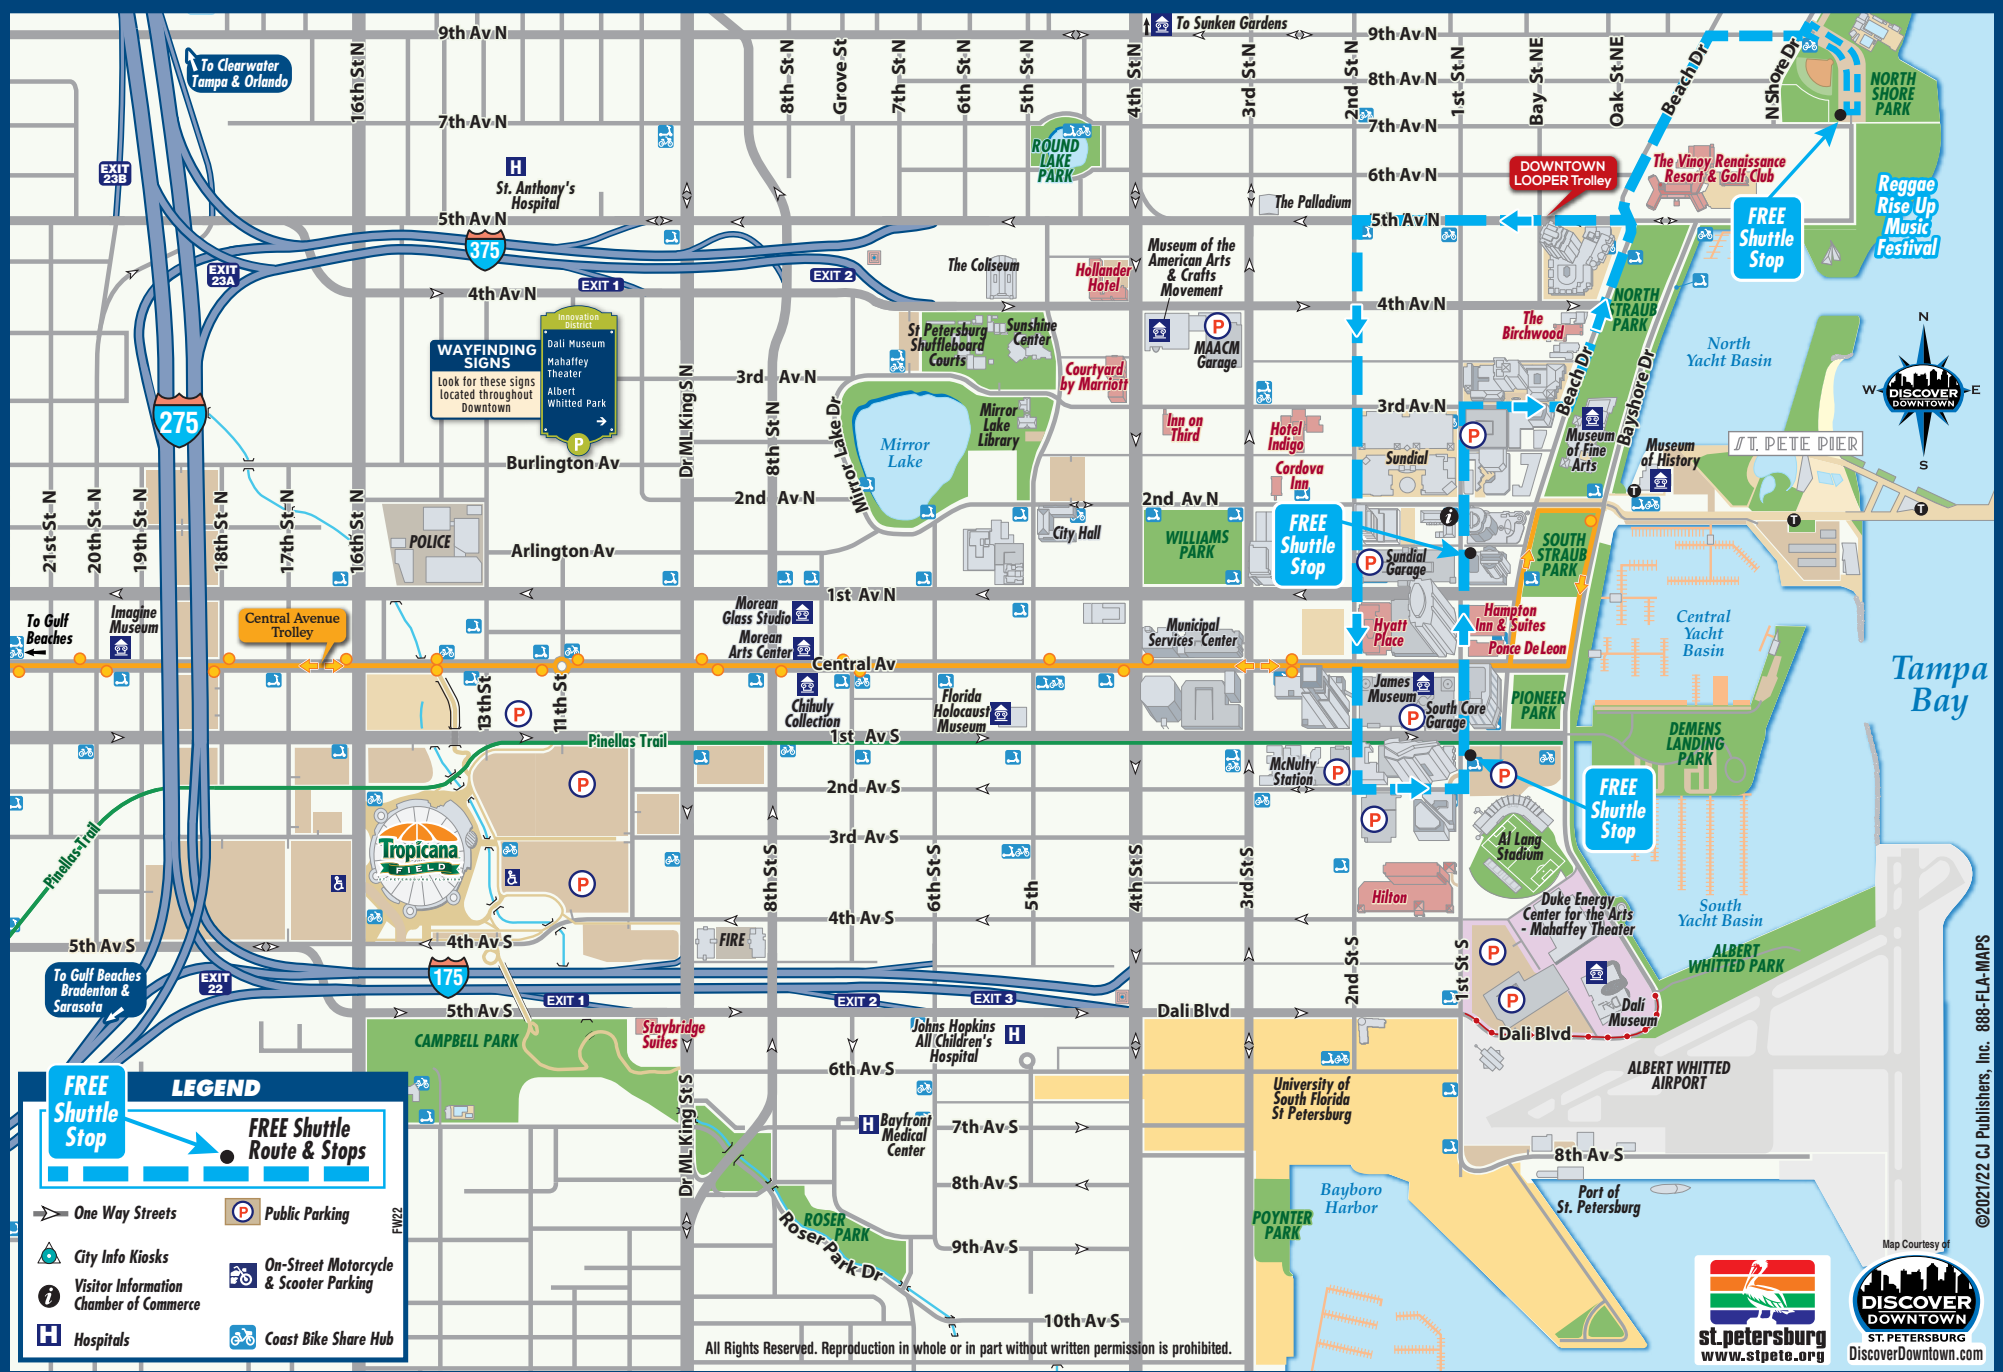 9th Av N
To Sunken Gardens
9th Av N
To Clearwater
Tampa & Orlando
16th St N
8th St N
Grove St
7th St N
6th St N
5th St N
4th St N
3rd St N
2nd St N
1st St N
Bay St NE
Oak St NE
Beach Dr
N Shore Dr
8th Av N
NORTH
SHORE
PARK
7th Av N
7th Av N
EXIT
23B
H
St. Anthony's
Hospital
ROUND
LAKE
PARK
6th Av N
DOWNTOWN
LOOPER Trolley
The Vinoy Renaissance
Resort & Golf Club
Reggae
Rise Up
Music
Festival
The Palladium
5th Av N
5th Av N
FREE
Shuttle
Stop
375
EXIT
23A
EXIT 1
EXIT 2
The Coliseum
Hollander
Hotel
Museum of the
American Arts
& Crafts
Movement
4th Av N
4th Av N
NORTH
STRAUB
PARK
Innovation
District
Dali Museum
Mahaffey
Theater
Albert
Whitted Park
P
WAYFINDING
SIGNS
Look for these signs
located throughout
Downtown
St Petersburg
Shuffleboard
Courts
Sunshine
Center
P
MAACM
Garage
The
Birchwood
North
Yacht Basin
N
W
E
S
DISCOVER
DOWNTOWN
Dr ML King S N
3rd Av N
Courtyard
by Marriott
3rd Av N
Beach Dr
Bayshore Dr
275
8th St N
Mirror Lake Dr
Mirror
Lake
Mirror
Lake
Library
Inn on
Third
Hotel
Indigo
P
Museum
of Fine
Arts
Museum
of History
ST. PETE PIER
Burlington Av
Sundial
Cordova
Inn
2nd Av N
2nd Av N
T
T
T
21st St N
20th St N
19th St N
18th St N
17th St N
16th St N
POLICE
Arlington Av
City Hall
WILLIAMS
PARK
FREE
Shuttle
Stop
i
P
Sundial
Garage
SOUTH
STRAUB
PARK
1st Av N
To Gulf
Beaches
Imagine
Museum
Central Avenue
Trolley
Morean
Glass Studio
Morean
Arts Center
Municipal
Services Center
Hyatt
Place
Hampton
Inn & Suites
Ponce De Leon
Central
Yacht
Basin
Tampa
Bay
Central Av
13th St
11th St
P
Chihuly
Collection
Florida
Holocaust
Museum
James
Museum
P
South Core
Garage
PIONEER
PARK
1st Av S
Pinellas Trail
DEMENS
LANDING
PARK
P
2nd Av S
McNulty
Station
P
P
FREE
Shuttle
Stop
Pinellas-Trail
Tropicana
FIELD
3rd Av S
P
Al Lang
Stadium
P
8th St S
6th St S
5th
4th St S
3rd St S
Hilton
Duke Energy
Center for the Arts
- Mahaffey Theater
South
Yacht Basin
4th Av S
4th Av S
5th Av S
FIRE
2nd St S
1st St S
P
ALBERT
WHITTED PARK
To Gulf Beaches
Bradenton &
Sarasota
EXIT
22
175
EXIT 1
EXIT 2
EXIT 3
P
Dalí
Museum
5th Av S
Dali Blvd
Dali Blvd
CAMPBELL PARK
Staybridge
Suites
Johns Hopkins
All Children's
Hospital
H
6th Av S
University of
South Florida
St Petersburg
ALBERT WHITTED
AIRPORT
Dr ML King St S
H
Bayfront
Medical
Center
7th Av S
8th Av S
8th Av S
Bayboro
Harbor
Port of
St. Petersburg
POYNTER
PARK
ROSER
PARK
Roser Park Dr
9th Av S
10th Av S
LEGEND
FREE
Shuttle
Stop
FREE Shuttle
Route & Stops
One Way Streets
P
Public Parking
City Info Kiosks
On-Street Motorcycle
& Scooter Parking
i
Visitor Information
Chamber of Commerce
H
Hospitals
Coast Bike Share Hub
FW22
All Rights Reserved. Reproduction in whole or in part without written permission is prohibited.
st.petersburg
www.stpete.org
Map Courtesy of
DISCOVER
DOWNTOWN
ST. PETERSBURG
DiscoverDowntown.com
©2021/22 CJ Publishers, Inc. 888-FLA-MAPS